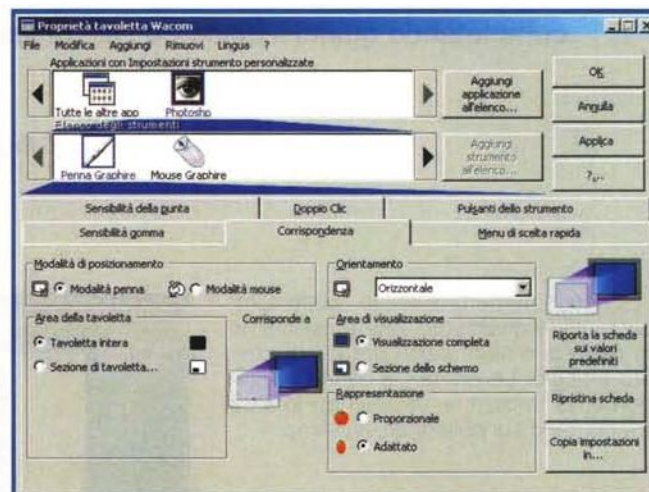 Proprietà tavoletta Wacom
File Modifica Aggiungi Rimuovi Lingua ?
Applicazioni con Impostazioni strumento personalizzate
Tutte le altre app Photosho
Aggiungi
applicazione
all'elenco...
OK
Annulla
Elenco degli strumenti
Penna Graphire Mouse Graphire
Aggiungi
strumento
all'elenco...
Applica
?...
Sensibilità della punta Doppio Clic Pulsanti dello strumento
Sensibilità gomma Corrispondenza Menu di scelta rapida
Modalità di posizionamento
Modalità penna Modalità mouse
Orientamento
Orizzontale
Area della tavoletta
Tavoletta intera
Sezione di tavoletta...
Corrisponde a
Area di visualizzazione
Visualizzazione completa
Sezione dello schermo
Rappresentazione
Proporzionale
Adattato
Riporta la scheda
sui valori
predefiniti
Ripristina scheda
Copia impostazioni
in...